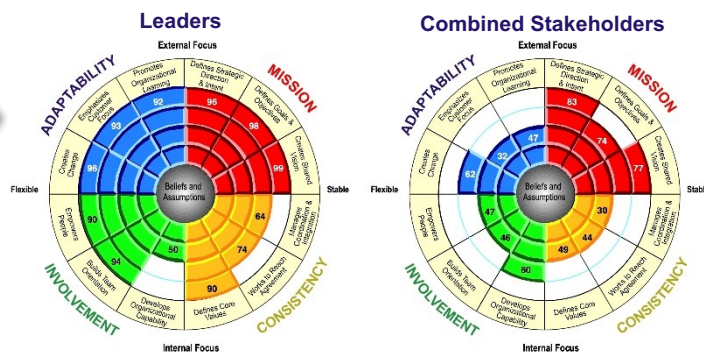 Leaders
External Focus
ADAPTABILITY
MISSION
Promotes
Organizational
Learning
Defines Strategic
Direction
& Intent
Emphasizes
Customer
Focus
Defines Goals &
Objectives
Creates
Change
Creates Shared
Vision
92
96
93
98
96
99
Flexible
Beliefs and
Assumptions
Stable
90
64
94
50
74
90
Empowers
People
Manages
Coordination &
Integration
Builds Team
Orientation
Works to Reach
Agreement
Develops
Organizational
Capability
Defines Core
Values
INVOLVEMENT
CONSISTENCY
Internal Focus
Combined Stakeholders
External Focus
ADAPTABILITY
MISSION
Promotes
Organizational
Learning
Defines Strategic
Direction
& Intent
Emphasizes
Customer
Focus
Defines Goals &
Objectives
Creates
Change
Creates Shared
Vision
47
83
32
74
62
77
Flexible
Beliefs and
Assumptions
Stab
47
30
46
44
60
49
Empowers
People
Manages
Coordination &
Integration
Builds Team
Orientation
Works to Reach
Agreement
Develops
Organizational
Capability
Defines Core
Values
INVOLVEMENT
CONSISTENCY
Internal Focus